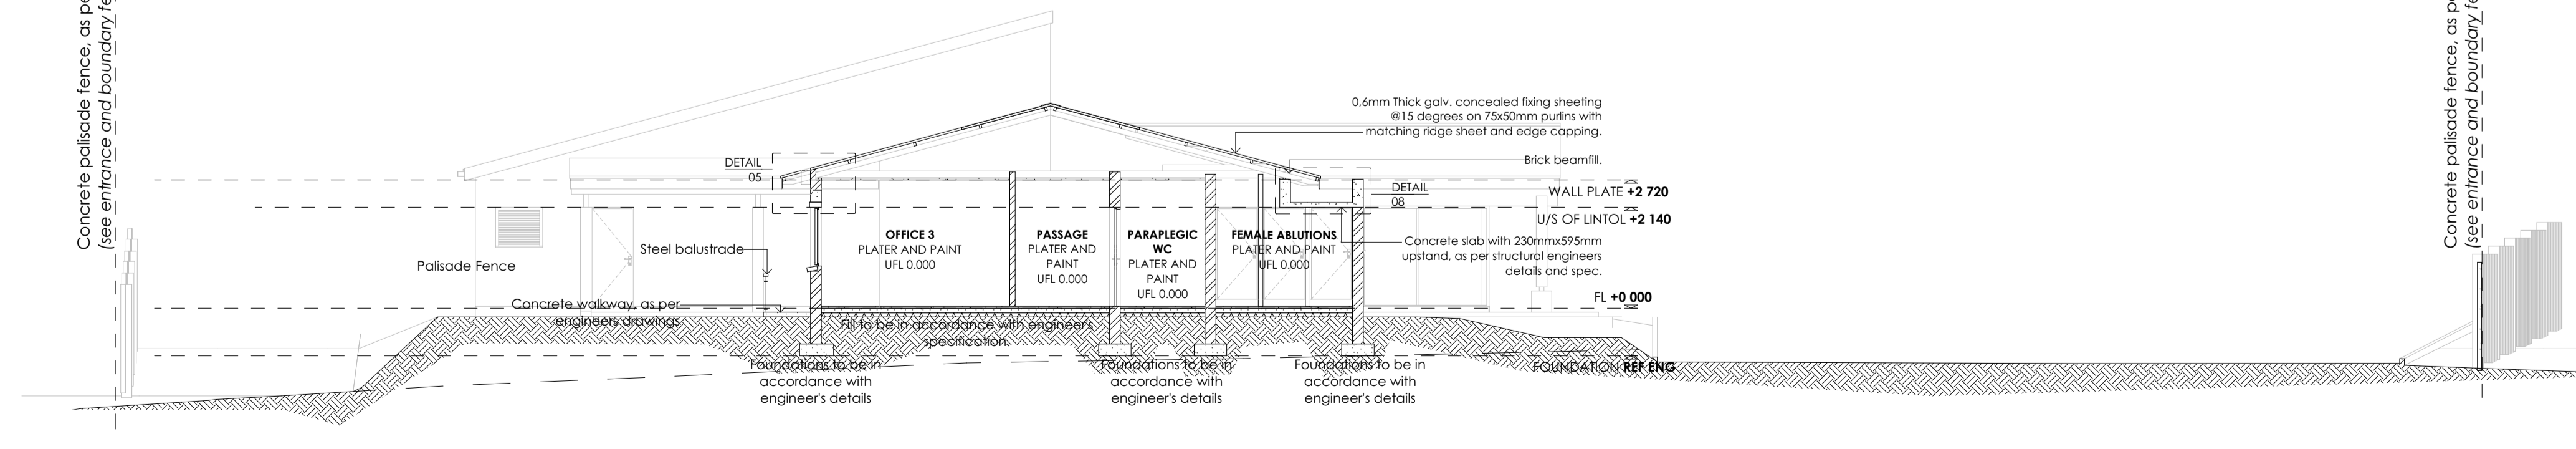 Concrete palisade fence, as pe
(see entrance and boundary fe
0,6mm Thick galv. concealed fixing sheeting
@15 degrees on 75x50mm purlins with
matching ridge sheet and edge capping.
Brick beamfill.
DETAIL
05
DETAIL
08
WALL PLATE +2 720
U/S OF LINTOL +2 140
Steel balustrade
Palisade Fence
OFFICE 3
PLATER AND PAINT
UFL 0.000
PASSAGE
PLATER AND
PAINT
UFL 0.000
PARAPLEGIC
WC
PLATER AND
PAINT
UFL 0.000
FEMALE ABLUTIONS
PLATER AND PAINT
UFL 0.000
Concrete slab with 230mmx595mm
upstand, as per structural engineers
details and spec.
FL +0 000
Concrete walkway, as per
engineers drawings
Fill to be in accordance with engineer's
specification.
Foundations to be in
accordance with
engineer's details
Foundations to be in
accordance with
engineer's details
Foundations to be in
accordance with
engineer's details
FOUNDATION REF ENG
Concrete palisade fence, as pe
(see entrance and boundary fe